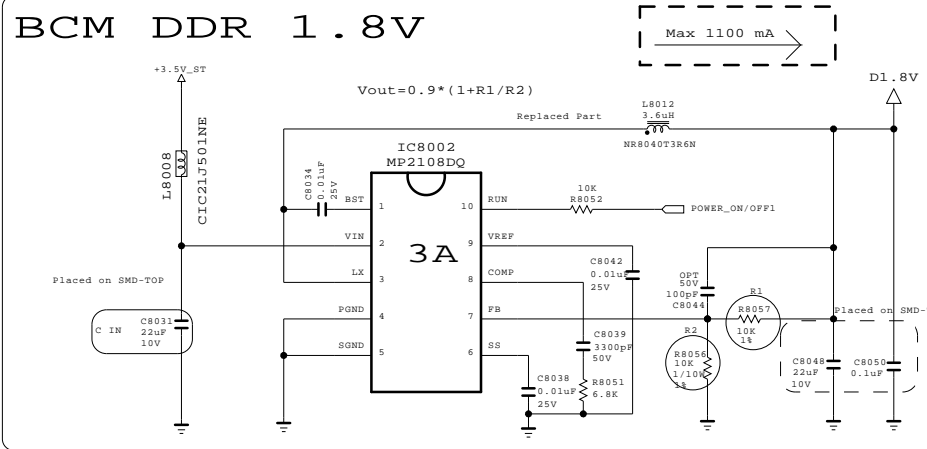 BCM DDR 1.8V
Max 1100 mA
+3.5V_ST
D1.8V
Vout=0.9*(1+R1/R2)
Replaced Part
L8012
3.6uH
NR8040T3R6N
L8008
CIC21J501NE
IC8002
MP2108DQ
C8034
0.01uF
25V
BST
1
10
RUN
10K
R8052
POWER_ON/OFF1
VIN
2
3A
9
VREF
Placed on SMD-TOP
LX
3
8
COMP
C8042
0.01uF
25V
OPT
50V
100pF
C8044
R1
R8057
10K
1%
Placed on SMD-
C IN
C8031
22uF
10V
PGND
4
7
FB
R2
R8056
10K
1/10W
1%
C8039
3300pF
50V
SGND
5
6
SS
C8038
0.01uF
25V
R8051
6.8K
C8048
22uF
10V
C8050
0.1uF